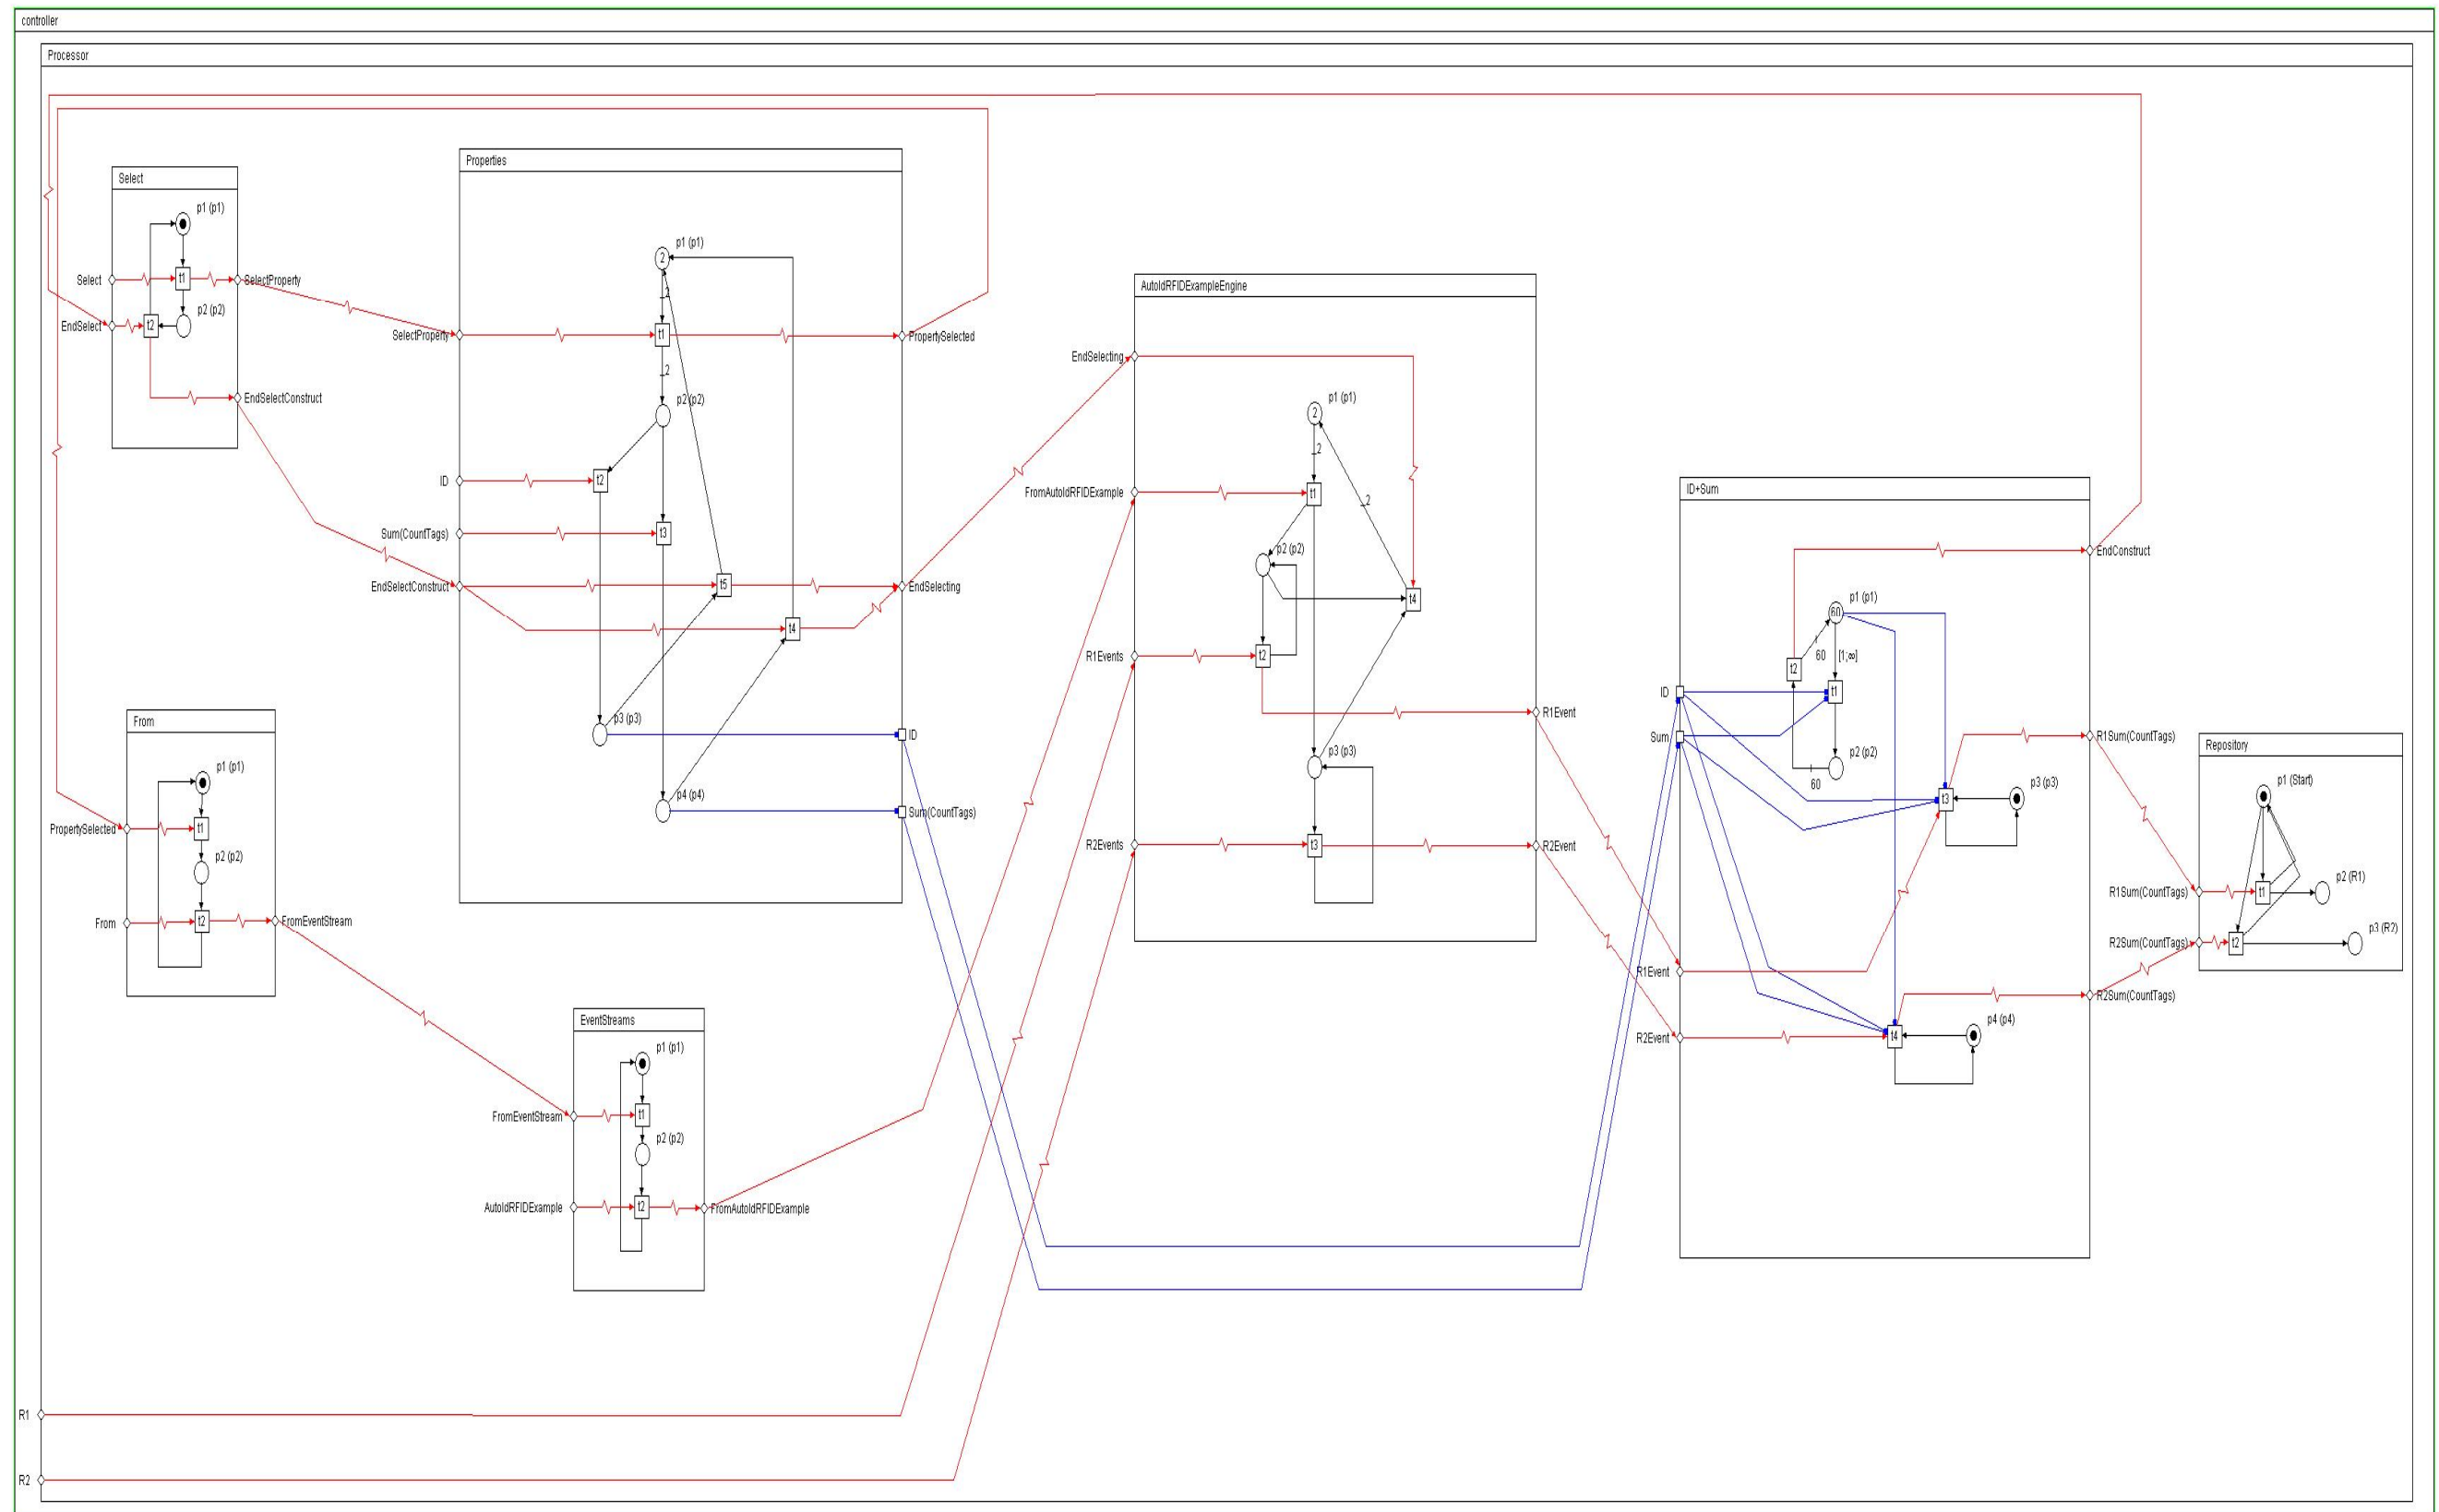 controller
Processor
Select
p1 (p1)
Select
t1
SelectProperty
p2 (p2)
EndSelect
t2
EndSelectConstruct
Properties
p1 (p1)
2
2
SelectProperty
t1
PropertySelected
2
p2 (p2)
ID
t2
Sum(CountTags)
t3
EndSelectConstruct
t5
EndSelecting
t4
p3 (p3)
ID
p4 (p4)
Sum(CountTags)
From
p1 (p1)
PropertySelected
t1
p2 (p2)
From
t2
FromEventStream
EventStreams
p1 (p1)
FromEventStream
t1
p2 (p2)
AutoIdRFIDExample
t2
FromAutoIdRFIDExample
AutoIdRFIDExampleEngine
EndSelecting
p1 (p1)
2
2
FromAutoIdRFIDExample
t1
2
p2 (p2)
t4
R1Events
t2
R1Event
p3 (p3)
R2Events
t3
R2Event
ID+Sum
EndConstruct
p1 (p1)
60
60
[1;∞]
t2
ID
t1
Sum
R1Sum(CountTags)
p2 (p2)
60
p3 (p3)
t3
R1Event
R2Sum(CountTags)
p4 (p4)
R2Event
t4
Repository
p1 (Start)
R1Sum(CountTags)
t1
p2 (R1)
R2Sum(CountTags)
t2
p3 (R2)
R1
R2